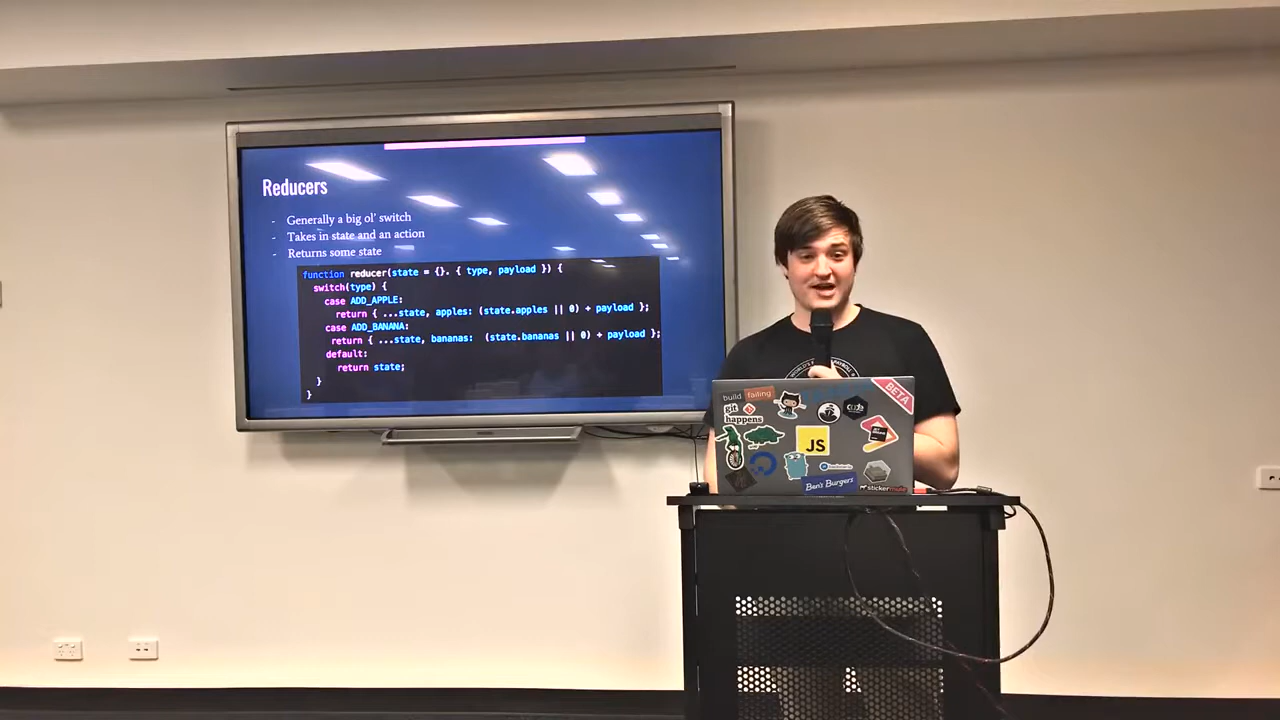 Reducers
- Generally a big ol' switch
- Takes in state and an action
- Returns some state
function reducer(state = {}. { type, payload }) {
switch(type) {
case ADD_APPLE:
return { ...state, apples: (state.apples || 0) + payload };
case ADD_BANANA:
return { ...state, bananas: (state.bananas || 0) + payload };
default:
return state;
}
}
PAYROLL
build failing
BETA
git
happens
JS
Ben's Burgers
stickermule